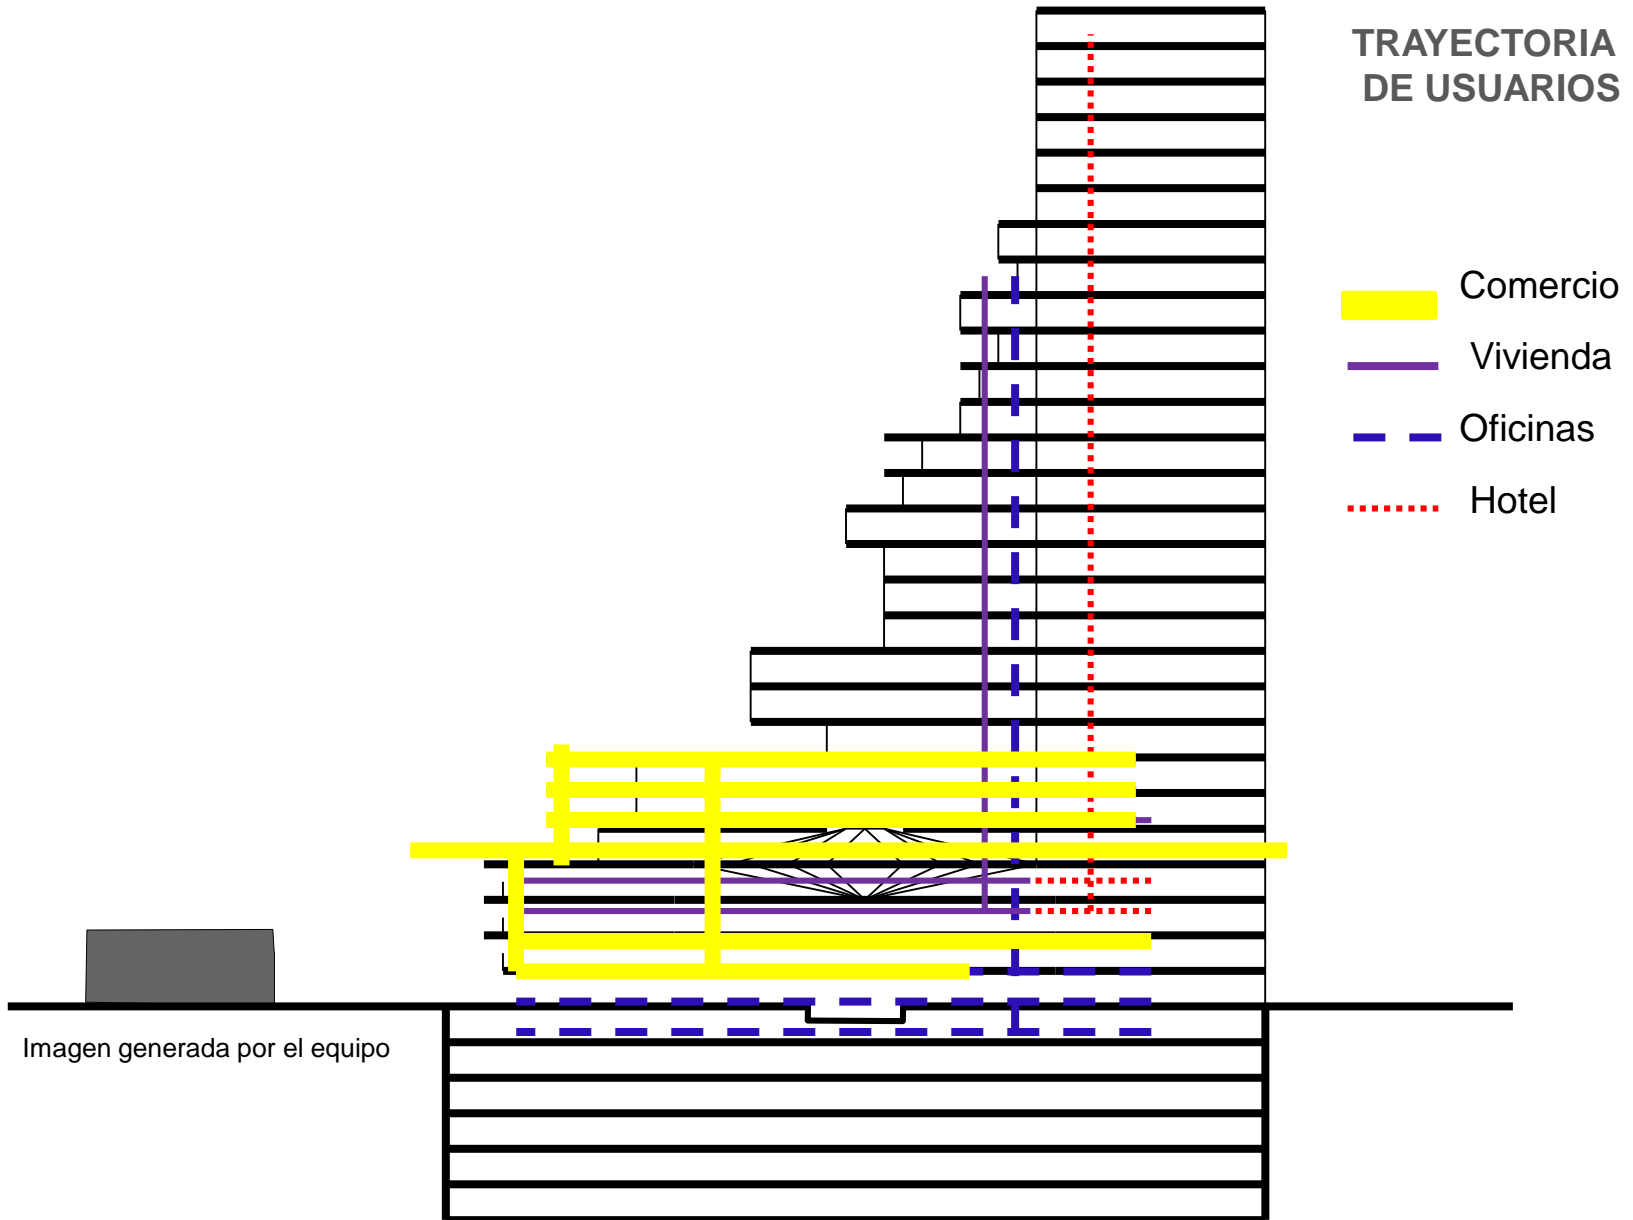 TRAYECTORIA
DE USUARIOS
Comercio
Vivienda
Oficinas
Hotel
Imagen generada por el equipo